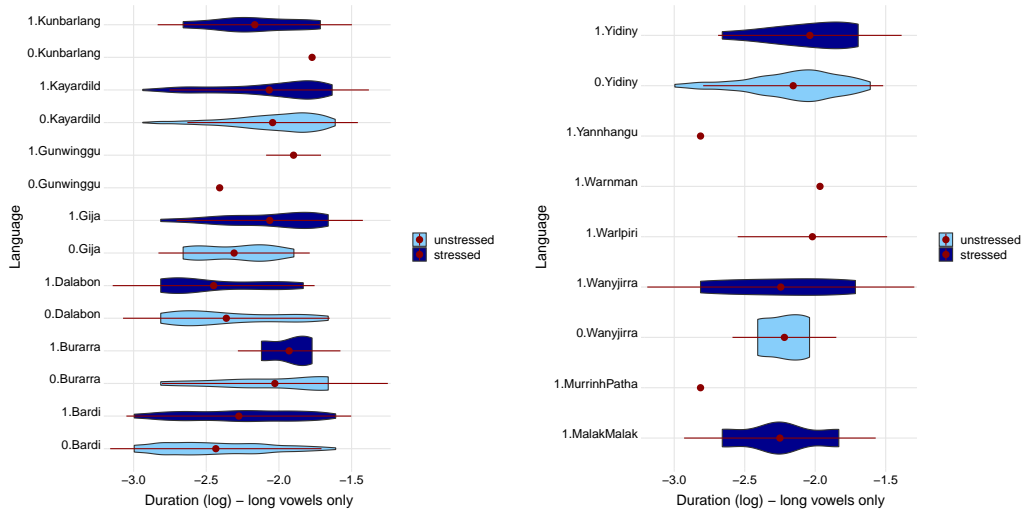 1.Kunbarlang
0.Kunbarlang
1.Kayardild
0.Kayardild
1.Gunwinggu
0.Gunwinggu
1.Gija
0.Gija
1.Dalabon
0.Dalabon
1.Burarra
0.Burarra
1.Bardi
0.Bardi
Language
−3.0 −2.5 −2.0 −1.5
Duration (log) − long vowels only
unstressed
stressed
1.Yidiny
0.Yidiny
1.Yannhangu
1.Warnman
1.Warlpiri
1.Wanyjirra
0.Wanyjirra
1.MurrinhPatha
1.MalakMalak
Language
−3.0 −2.5 −2.0 −1.5
Duration (log) − long vowels only
unstressed
stressed